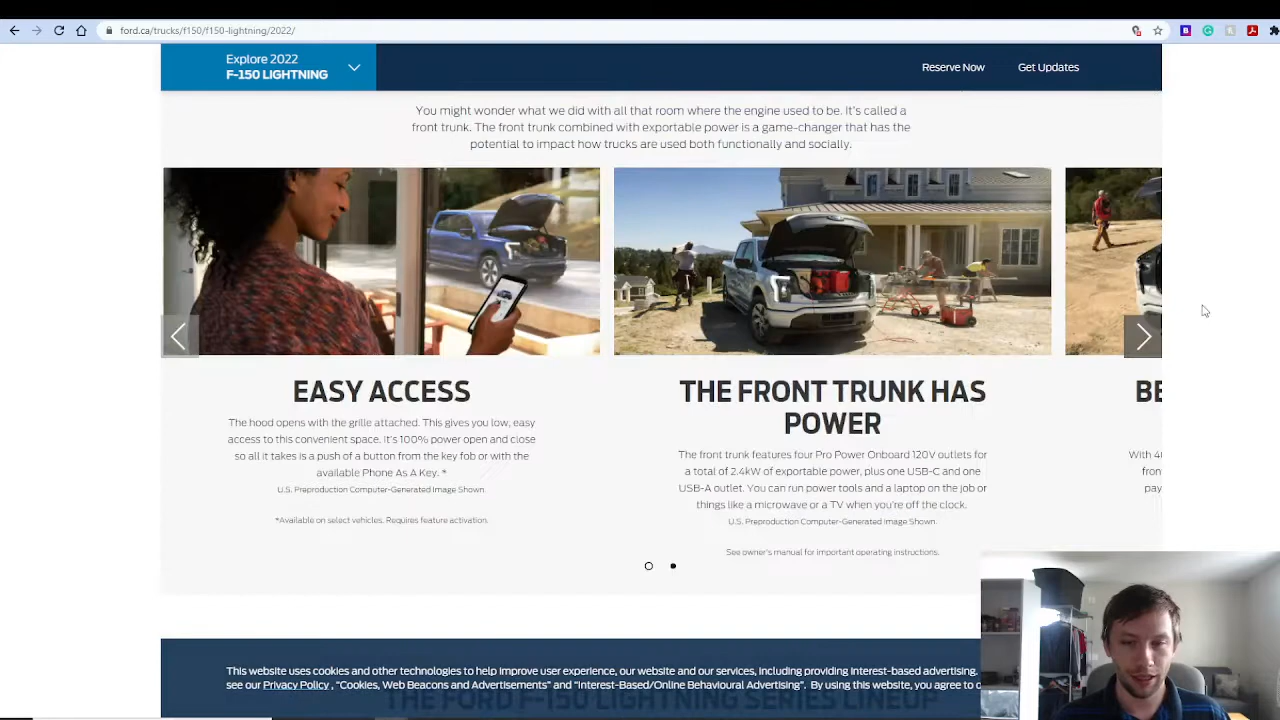 ford.ca/trucks/f150/f150-lightning/2022/
Explore 2022
F-150 LIGHTNING
Reserve Now
Get Updates
You might wonder what we did with all that room where the engine used to be. It's called a
front trunk. The front trunk combined with exportable power is a game-changer that has the
potential to impact how trucks are used both functionally and socially.
EASY ACCESS
The hood opens with the grille attached. This gives you low, easy
access to this convenient space. It's 100% power open and close
so all it takes is a push of a button from the key fob or with the
available Phone As A Key. *
U.S. Preproduction Computer-Generated Image Shown.
*Available on select vehicles. Requires feature activation.
THE FRONT TRUNK HAS
POWER
The front trunk features four Pro Power Onboard 120V outlets for
a total of 2.4kW of exportable power, plus one USB-C and one
USB-A outlet. You can run power tools and a laptop on the job or
things like a microwave or a TV when you're off the clock.
U.S. Preproduction Computer-Generated Image Shown.
See owner's manual for important operating instructions.
BE
With 4
fron
pay
This website uses cookies and other technologies to help improve user experience, our website and our services, including providing interest-based advertising.
see our Privacy Policy , "Cookies, Web Beacons and Advertisements" and "Interest-Based/Online Behavioural Advertising". By using this website, you agree to
THE FORD F-150 LIGHTNING SERIES LINEUP